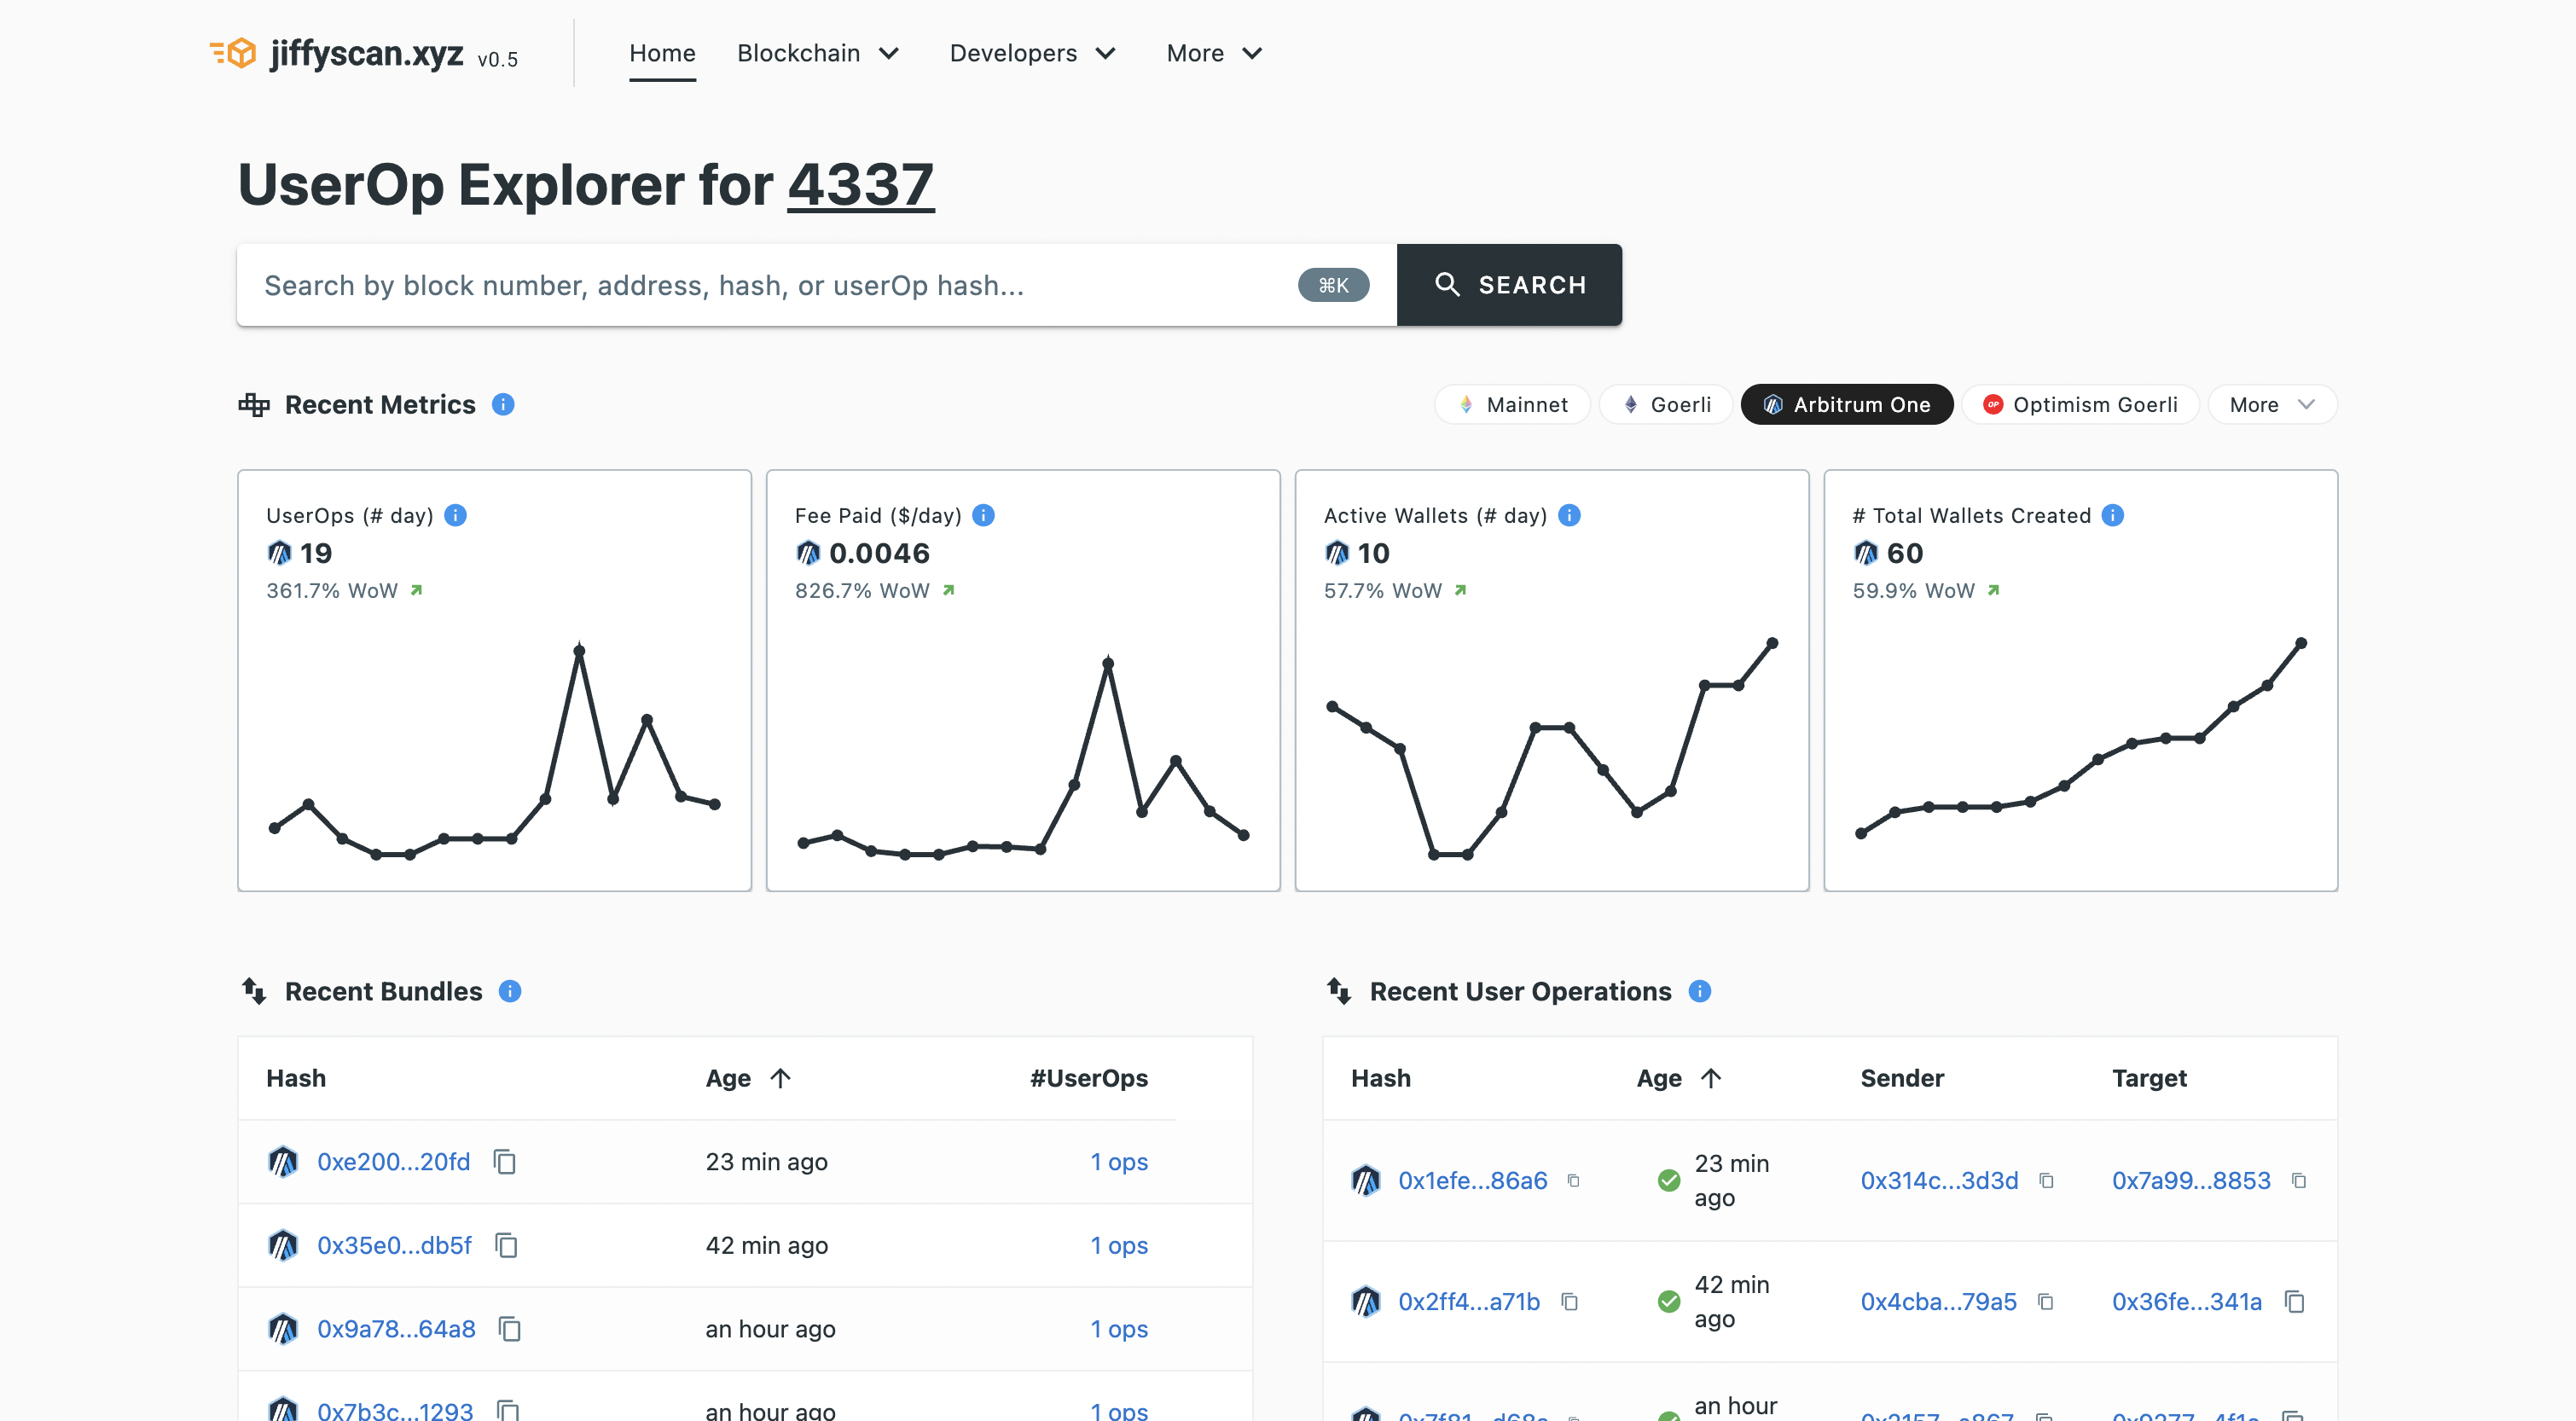 jiffyscan.xyz v0.5 Home Blockchain Developers More
UserOp Explorer for 4337
Search by block number, address, hash, or userOp hash... ⌘K SEARCH
Recent Metrics Mainnet Goerli Arbitrum One OP Optimism Goerli More
UserOps (# day)
19
361.7% WoW
Fee Paid ($/day)
0.0046
826.7% WoW
Active Wallets (# day)
10
57.7% WoW
# Total Wallets Created
60
59.9% WoW
Recent Bundles
Hash Age #UserOps
0xe200...20fd 23 min ago 1 ops
0x35e0...db5f 42 min ago 1 ops
0x9a78...64a8 an hour ago 1 ops
0x7b3c...1293 an hour ago 1 ops
Recent User Operations
Hash Age Sender Target
0x1efe...86a6 23 min ago 0x314c...3d3d 0x7a99...8853
0x2ff4...a71b 42 min ago 0x4cba...79a5 0x36fe...341a
an hour